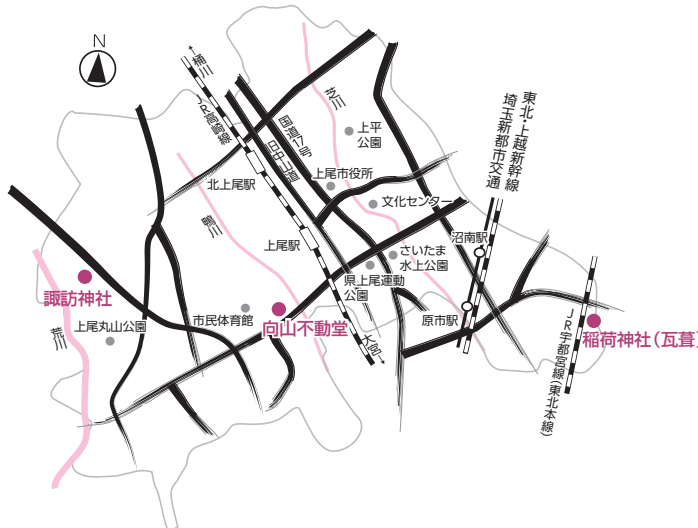 N
桶川
JR高崎線
北上尾駅
旧中山道
国道17号
芝川
上平
公園
上尾市役所
文化センター
東北・上越新幹線
埼玉新都市交通
沼南駅
鴨川
上尾駅
さいたま
水上公園
県上尾運動
公園
諏訪神社
荒川
上尾丸山公園
市民体育館
向山不動堂
大宮
原市駅
稲荷神社(瓦葺)
JR宇都宮線(東北本線)